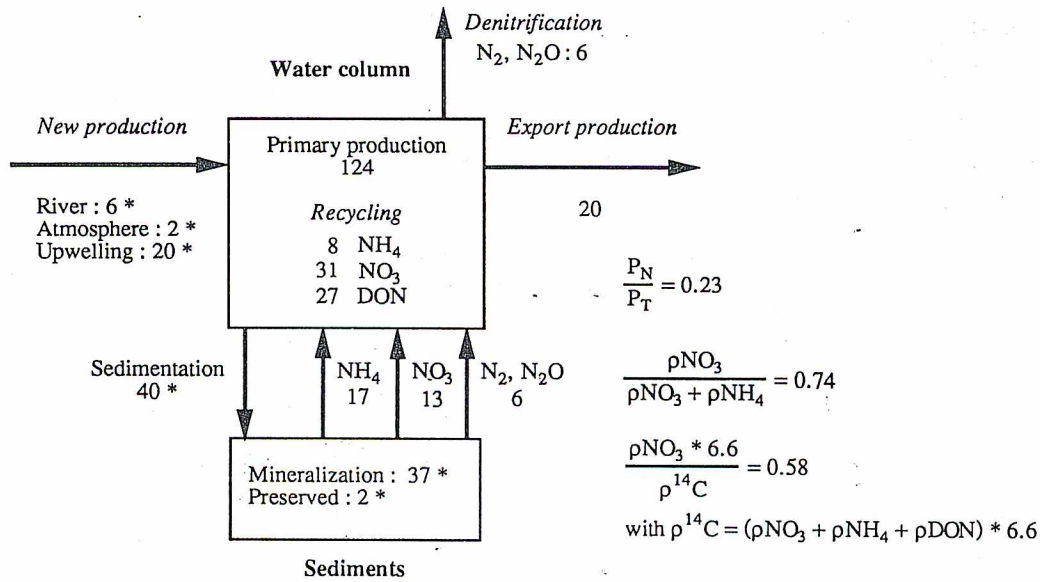 Denitrification
N₂, N₂O : 6
Water column
New production
Export production
Primary production
124
River : 6 *
Atmosphere : 2 *
Upwelling : 20 *
Recycling
8 NH₄
31 NO₃
27 DON
20
P_N / P_T = 0.23
Sedimentation
40 *
NH₄
17
NO₃
13
N₂, N₂O
6
ρNO₃ / ρNO₃ + ρNH₄ = 0.74
Mineralization : 37 *
Preserved : 2 *
ρNO₃ * 6.6 / ρ¹⁴C = 0.58
with ρ¹⁴C = (ρNO₃ + ρNH₄ + ρDON) * 6.6
Sediments